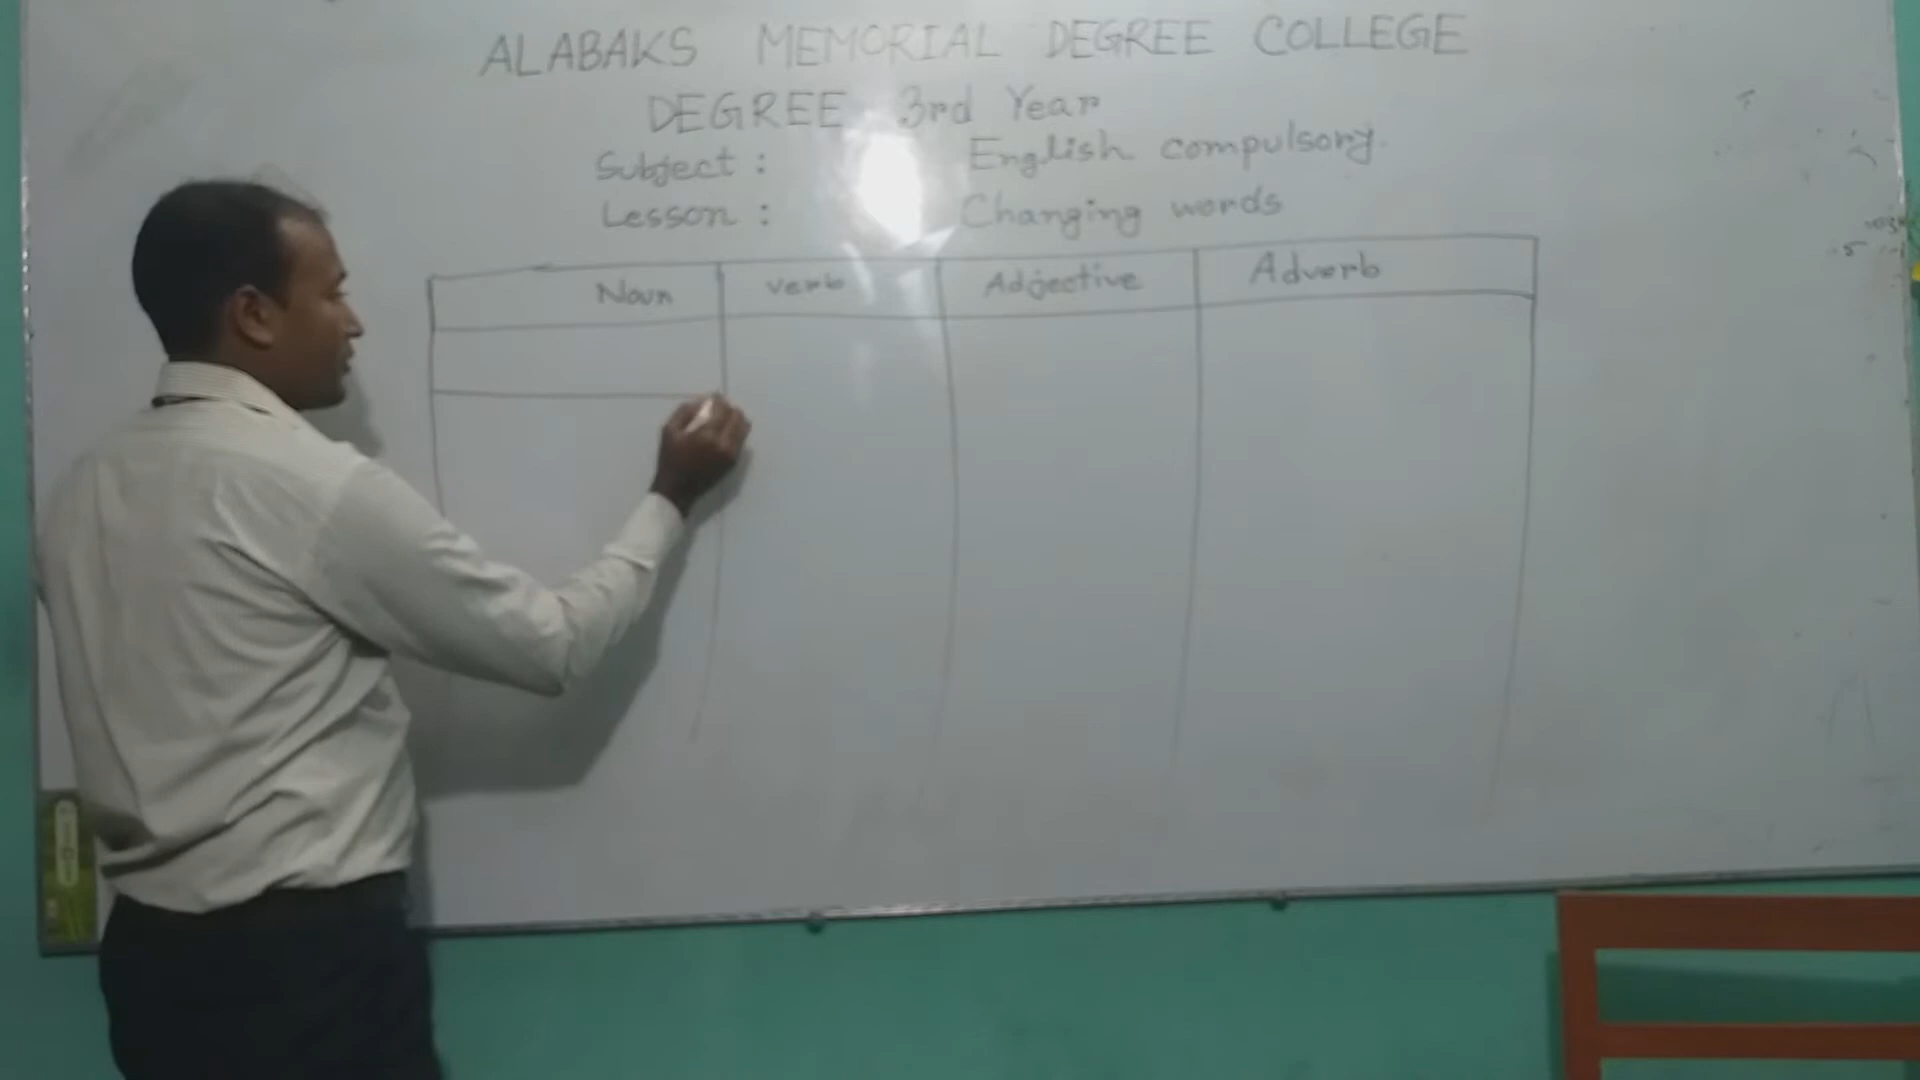 ALABAKS MEMORIAL DEGREE COLLEGE
DEGREE 3rd Year
Subject : English compulsory.
Lesson : Changing words
Noun verb Adjective Adverb